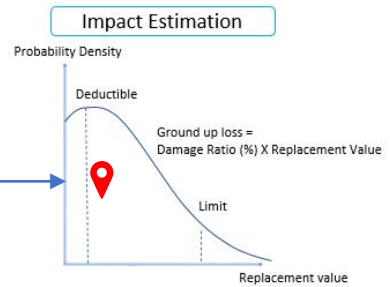 Impact Estimation
Probability Density
Deductible
Ground up loss =
Damage Ratio (%) X Replacement Value
Limit
Replacement value